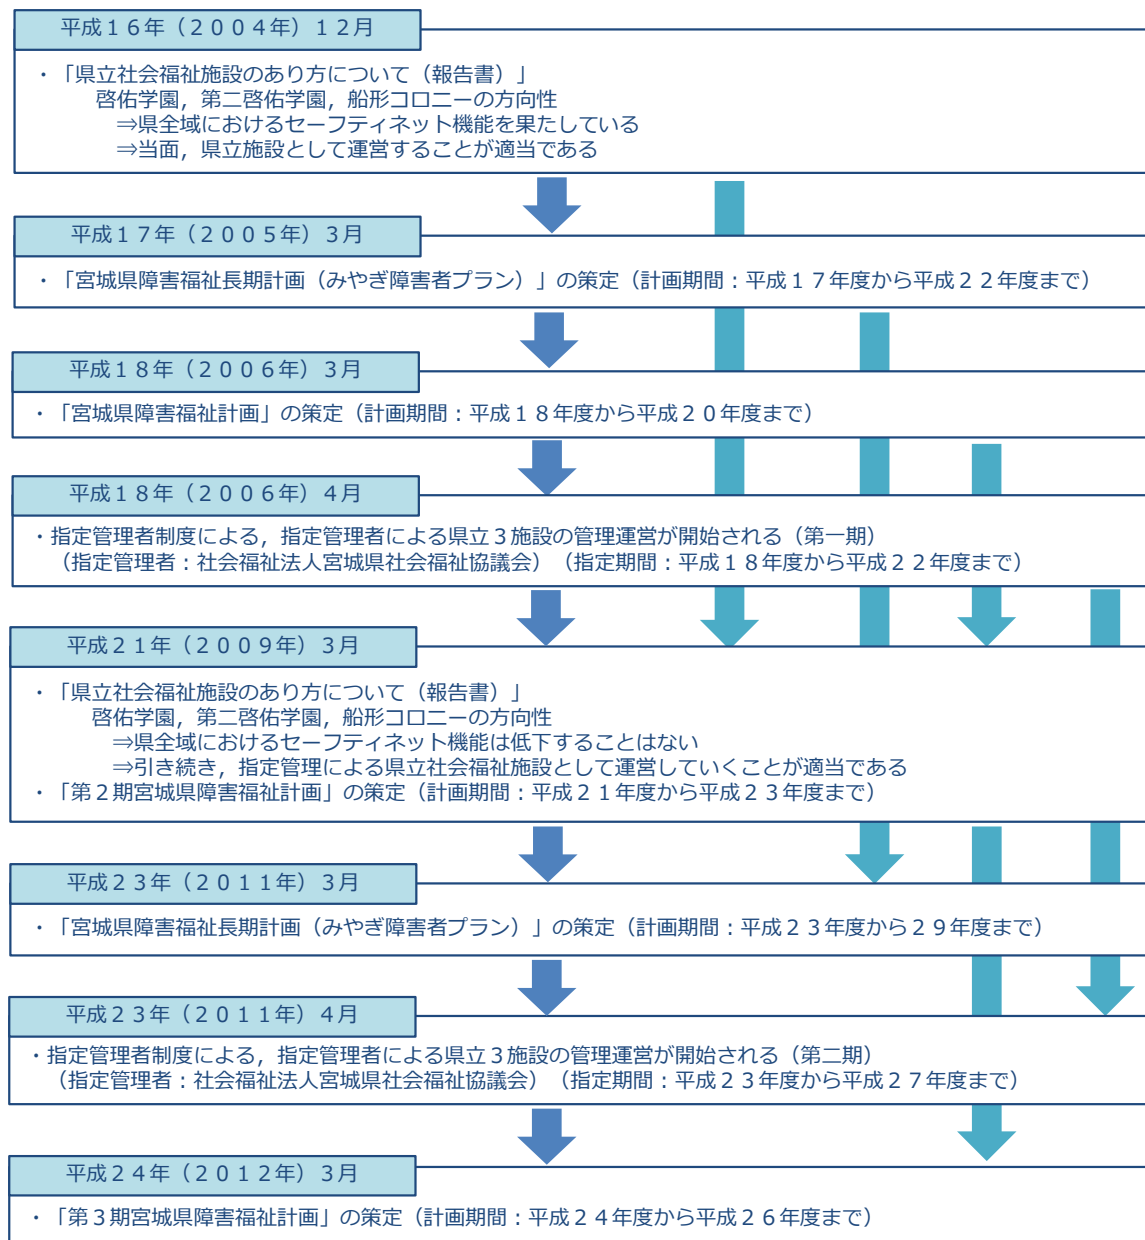 平成１６年（２００４年）１２月
・「県立社会福祉施設のあり方について（報告書）」
啓佑学園，第二啓佑学園，船形コロニーの方向性
⇒県全域におけるセーフティネット機能を果たしている
⇒当面，県立施設として運営することが適当である
平成１７年（２００５年）３月
・「宮城県障害福祉長期計画（みやぎ障害者プラン）」の策定（計画期間：平成１７年度から平成２２年度まで）
平成１８年（２００６年）３月
・「宮城県障害福祉計画」の策定（計画期間：平成１８年度から平成２０年度まで）
平成１８年（２００６年）４月
・指定管理者制度による，指定管理者による県立３施設の管理運営が開始される（第一期）
（指定管理者：社会福祉法人宮城県社会福祉協議会）（指定期間：平成１８年度から平成２２年度まで）
平成２１年（２００９年）３月
・「県立社会福祉施設のあり方について（報告書）」
啓佑学園，第二啓佑学園，船形コロニーの方向性
⇒県全域におけるセーフティネット機能は低下することはない
⇒引き続き，指定管理による県立社会福祉施設として運営していくことが適当である
・「第２期宮城県障害福祉計画」の策定（計画期間：平成２１年度から平成２３年度まで）
平成２３年（２０１１年）３月
・「宮城県障害福祉長期計画（みやぎ障害者プラン）」の策定（計画期間：平成２３年度から２９年度まで）
平成２３年（２０１１年）４月
・指定管理者制度による，指定管理者による県立３施設の管理運営が開始される（第二期）
（指定管理者：社会福祉法人宮城県社会福祉協議会）（指定期間：平成２３年度から平成２７年度まで）
平成２４年（２０１２年）３月
・「第３期宮城県障害福祉計画」の策定（計画期間：平成２４年度から平成２６年度まで）